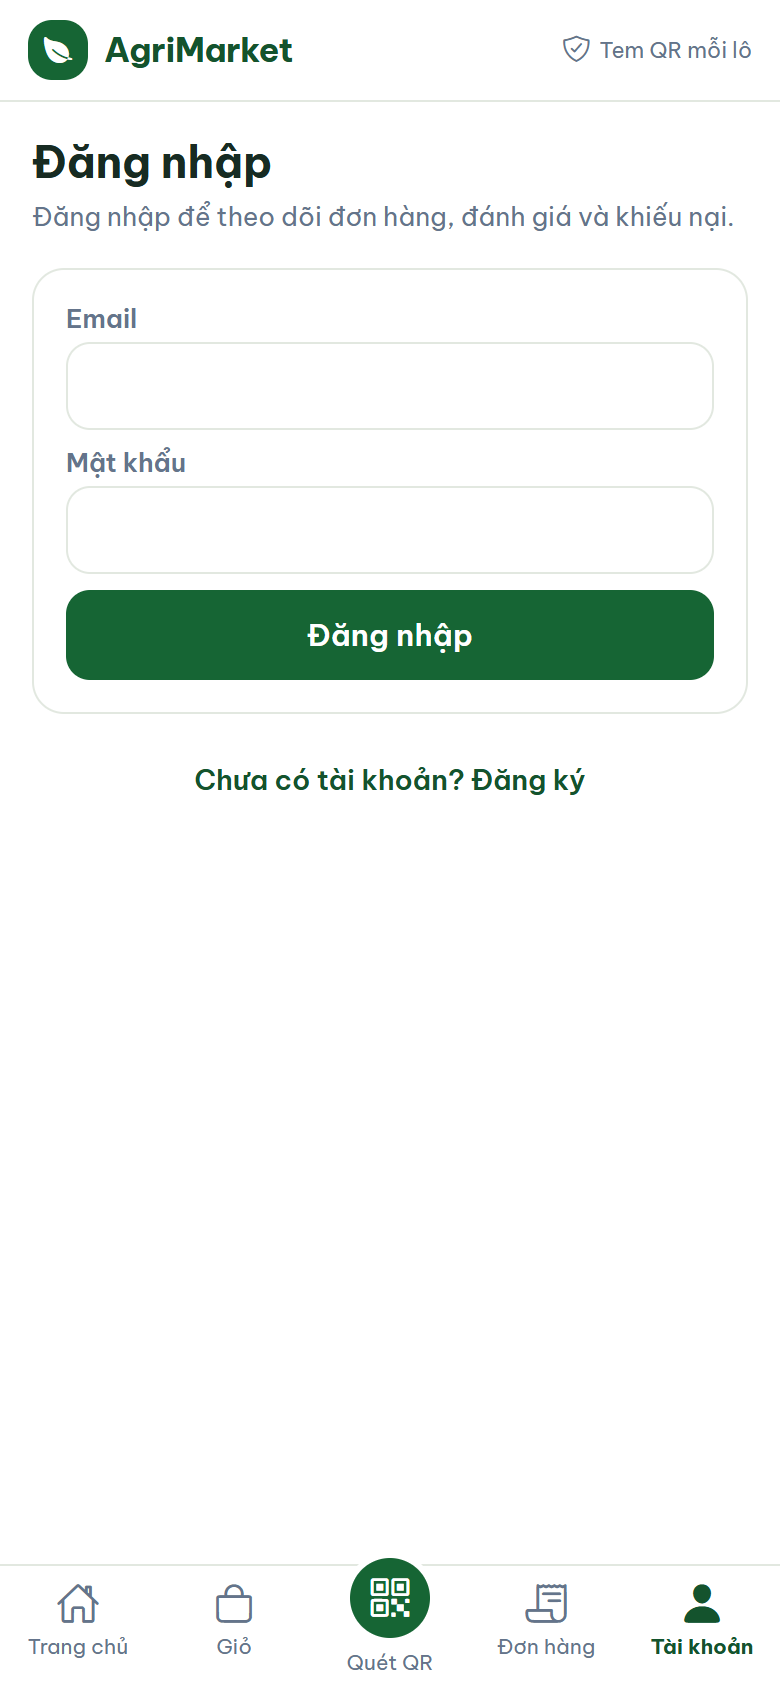 AgriMarket
Tem QR mỗi lô
Đăng nhập
Đăng nhập để theo dõi đơn hàng, đánh giá và khiếu nại.
Email
Mật khẩu
Đăng nhập
Chưa có tài khoản? Đăng ký
Trang chủ
Giỏ
Quét QR
Đơn hàng
Tài khoản